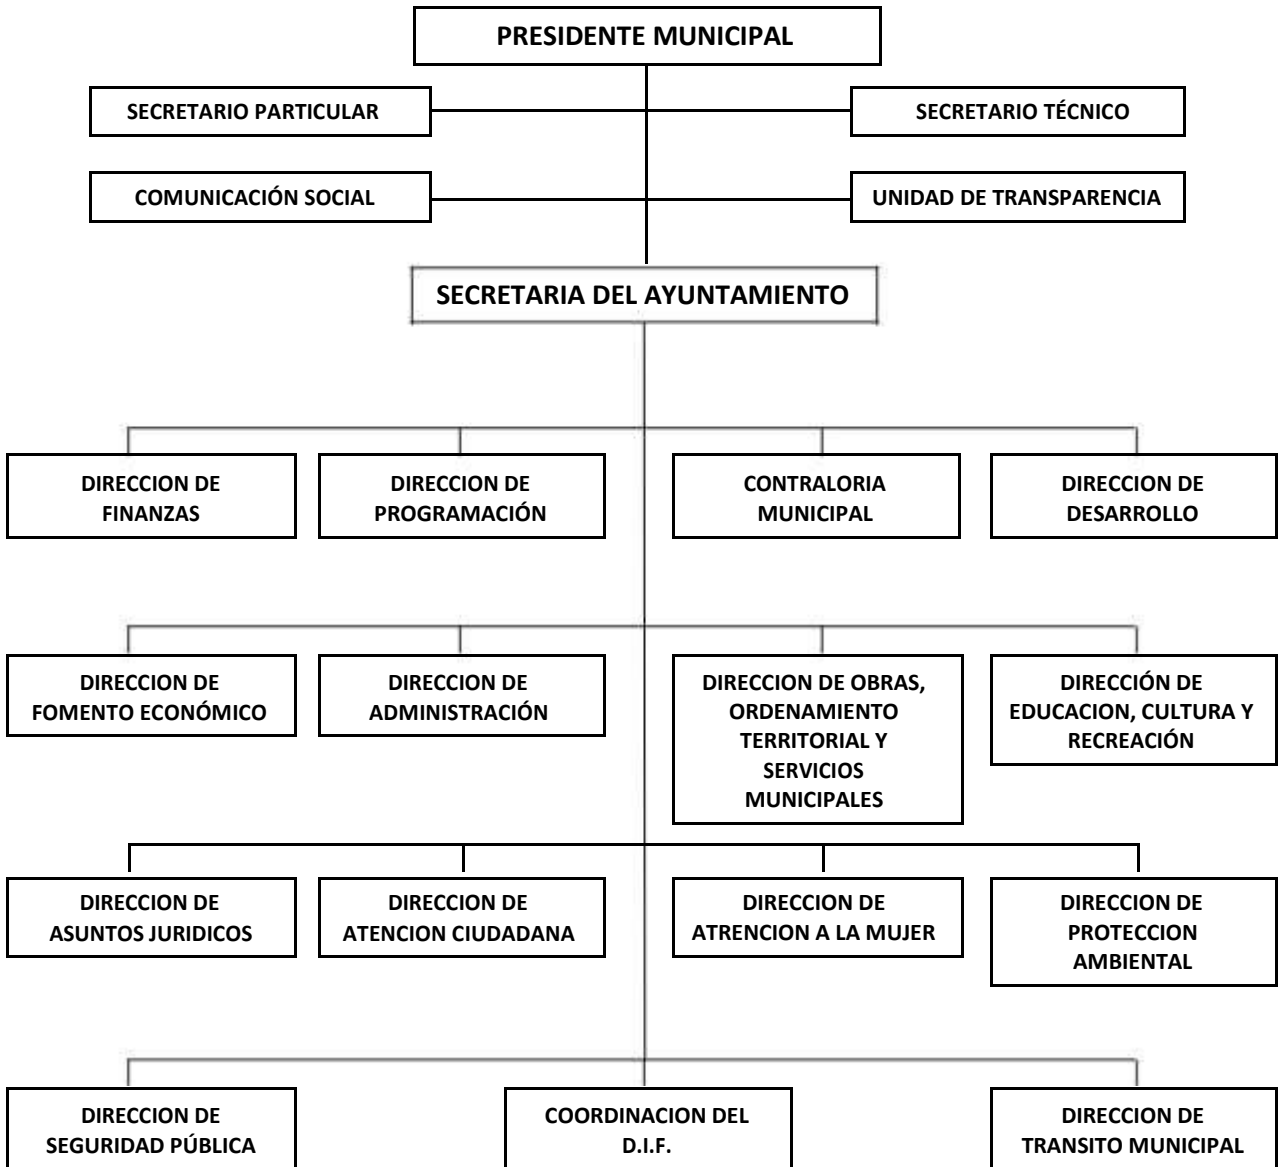 PRESIDENTE MUNICIPAL
SECRETARIO PARTICULAR
SECRETARIO TÉCNICO
COMUNICACIÓN SOCIAL
UNIDAD DE TRANSPARENCIA
SECRETARIA DEL AYUNTAMIENTO
DIRECCION DE
FINANZAS
DIRECCION DE
PROGRAMACIÓN
CONTRALORIA
MUNICIPAL
DIRECCION DE
DESARROLLO
DIRECCION DE
FOMENTO ECONÓMICO
DIRECCION DE
ADMINISTRACIÓN
DIRECCION DE OBRAS,
ORDENAMIENTO
TERRITORIAL Y
SERVICIOS
MUNICIPALES
DIRECCIÓN DE
EDUCACION, CULTURA Y
RECREACIÓN
DIRECCION DE
ASUNTOS JURIDICOS
DIRECCION DE
ATENCION CIUDADANA
DIRECCION DE
ATRENCION A LA MUJER
DIRECCION DE
PROTECCION
AMBIENTAL
DIRECCION DE
SEGURIDAD PÚBLICA
COORDINACION DEL
D.I.F.
DIRECCION DE
TRANSITO MUNICIPAL